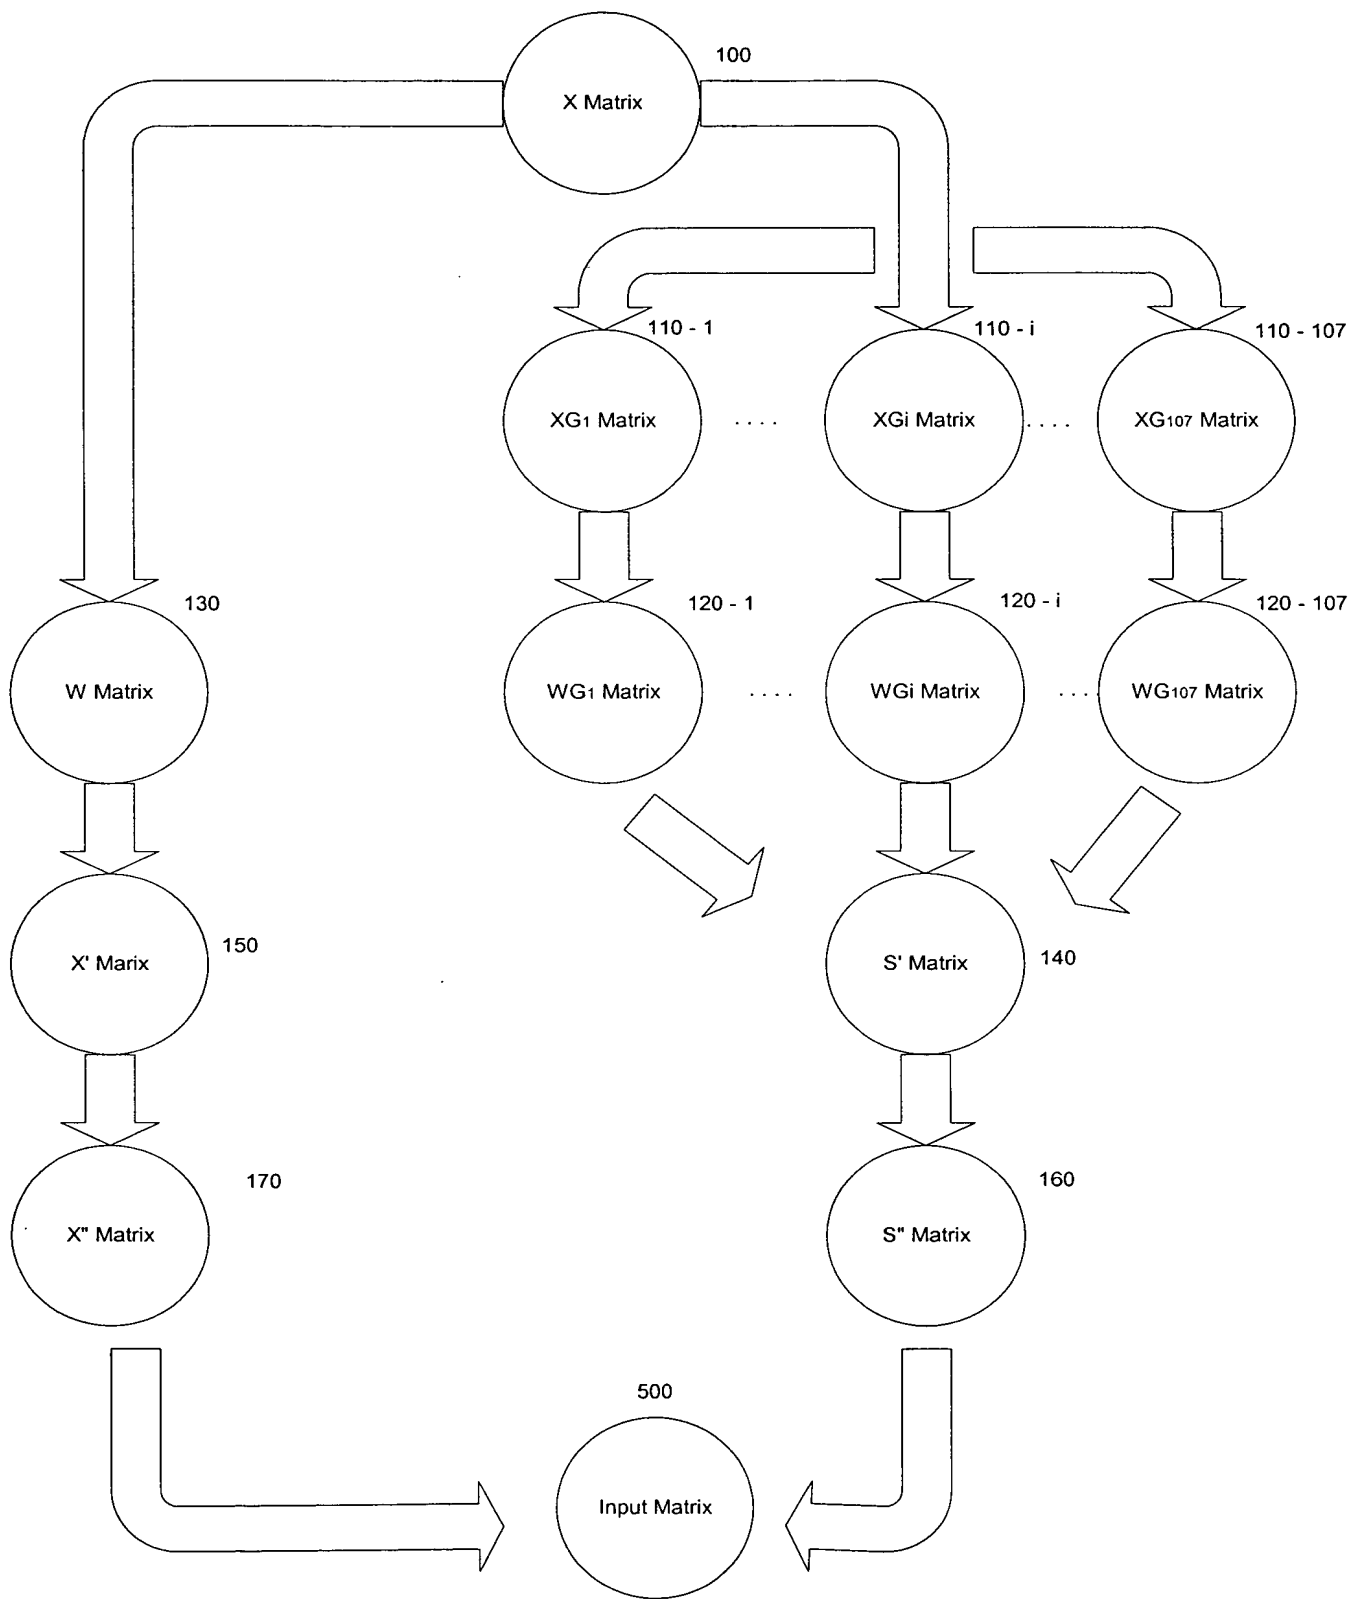 100
X Matrix
110 - 1
110 - i
110 - 107
XG1 Matrix
....
XGi Matrix
....
XG107 Matrix
130
120 - 1
120 - i
120 - 107
W Matrix
WG1 Matrix
....
WGi Matrix
....
WG107 Matrix
150
X' Marix
S' Matrix
140
170
160
X" Matrix
S" Matrix
500
Input Matrix